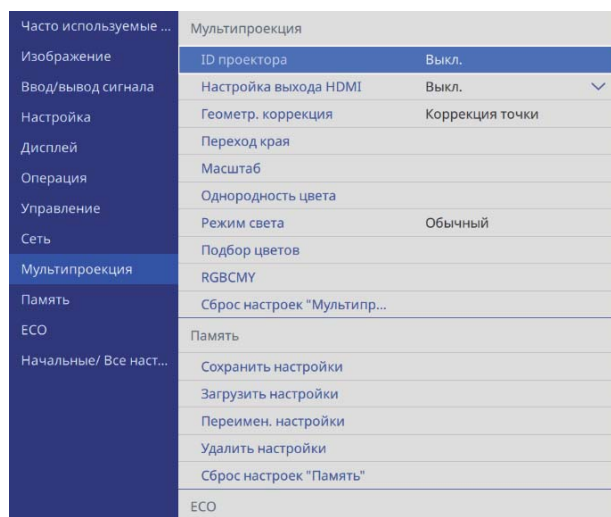 Часто используемые ...
Изображение
Ввод/вывод сигнала
Настройка
Дисплей
Операция
Управление
Сеть
Мультипроекция
Память
ECO
Начальные/ Все наст...
Мультипроекция
ID проектора Выкл.
Настройка выхода HDMI Выкл.
Геометр. коррекция Коррекция точки
Переход края
Масштаб
Однородность цвета
Режим света Обычный
Подбор цветов
RGBCMY
Сброс настроек "Мультипр...
Память
Сохранить настройки
Загрузить настройки
Переимен. настройки
Удалить настройки
Сброс настроек "Память"
ECO